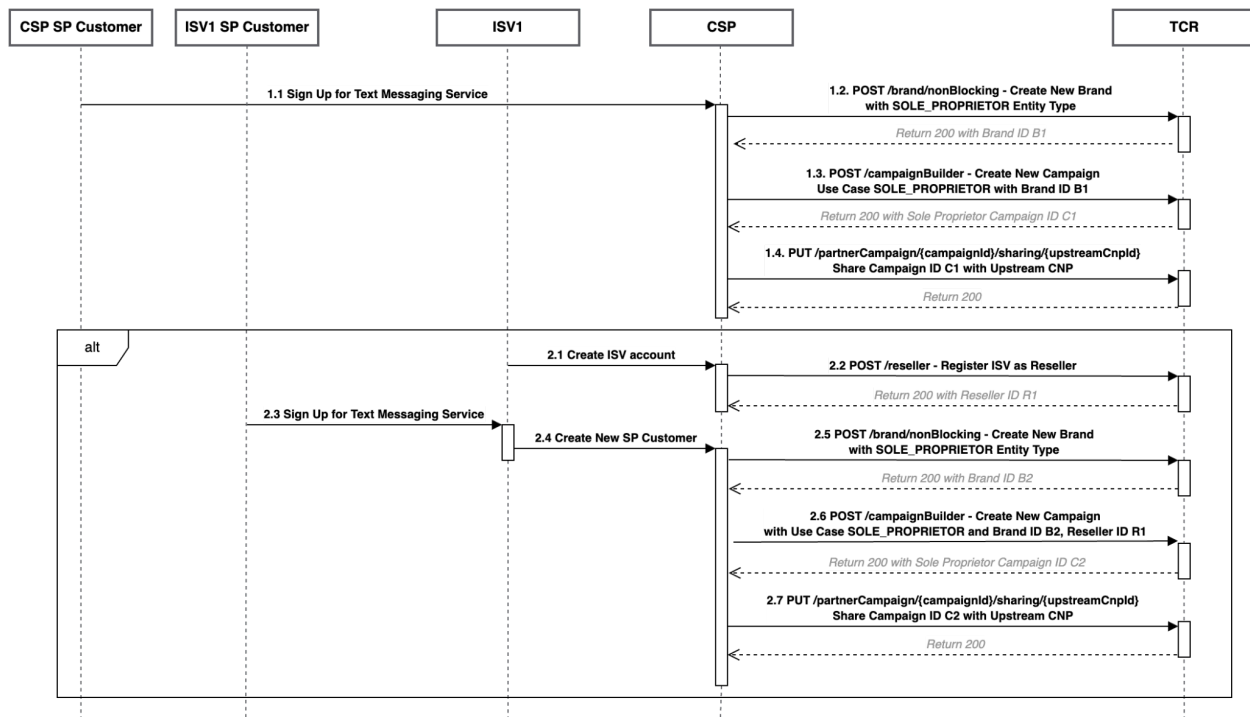 CSP SP Customer
ISV1 SP Customer
ISV1
CSP
TCR
1.1 Sign Up for Text Messaging Service
1.2. POST /brand/nonBlocking - Create New Brand
with SOLE_PROPRIETOR Entity Type
Return 200 with Brand ID B1
1.3. POST /campaignBuilder - Create New Campaign
Use Case SOLE_PROPRIETOR with Brand ID B1
Return 200 with Sole Proprietor Campaign ID C1
1.4. PUT /partnerCampaign/{campaignId}/sharing/{upstreamCnpId}
Share Campaign ID C1 with Upstream CNP
Return 200
alt
2.1 Create ISV account
2.2 POST /reseller - Register ISV as Reseller
Return 200 with Reseller ID R1
2.3 Sign Up for Text Messaging Service
2.4 Create New SP Customer
2.5 POST /brand/nonBlocking - Create New Brand
with SOLE_PROPRIETOR Entity Type
Return 200 with Brand ID B2
2.6 POST /campaignBuilder - Create New Campaign
with Use Case SOLE_PROPRIETOR and Brand ID B2, Reseller ID R1
Return 200 with Sole Proprietor Campaign ID C2
2.7 PUT /partnerCampaign/{campaignId}/sharing/{upstreamCnpId}
Share Campaign ID C2 with Upstream CNP
Return 200